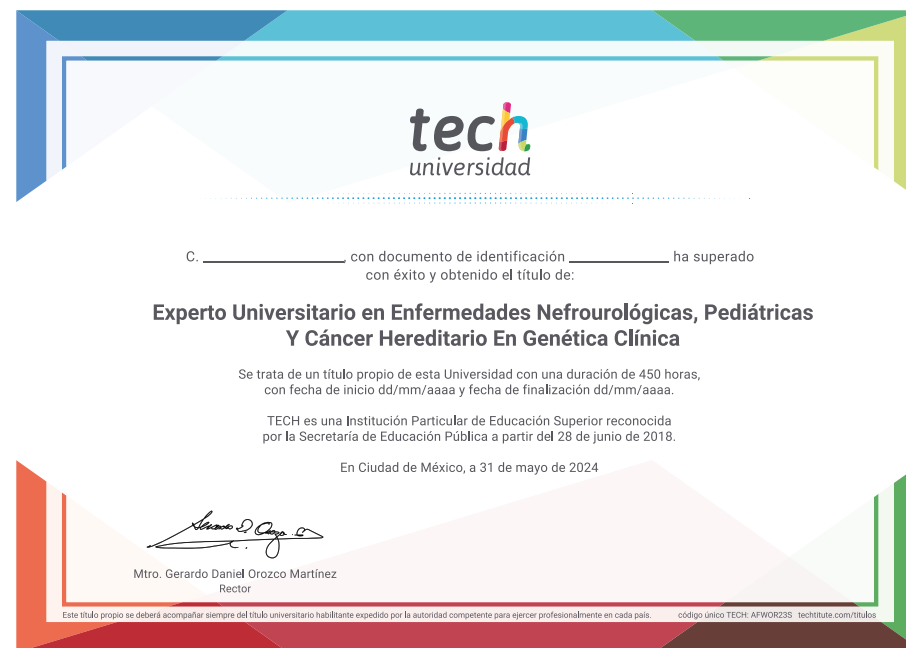 tech
universidad
C. ____________________, con documento de identificación ______________ ha superado
con éxito y obtenido el título de:
Experto Universitario en Enfermedades Nefrourológicas, Pediátricas
Y Cáncer Hereditario En Genética Clínica
Se trata de un título propio de esta Universidad con una duración de 450 horas,
con fecha de inicio dd/mm/aaaa y fecha de finalización dd/mm/aaaa.
TECH es una Institución Particular de Educación Superior reconocida
por la Secretaría de Educación Pública a partir del 28 de junio de 2018.
En Ciudad de México, a 31 de mayo de 2024
Mtro. Gerardo Daniel Orozco Martínez
Rector
Este título propio se deberá acompañar siempre del título universitario habilitante expedido por la autoridad competente para ejercer profesionalmente en cada país. código único TECH: AFWOR23S techtitute.com/titulos